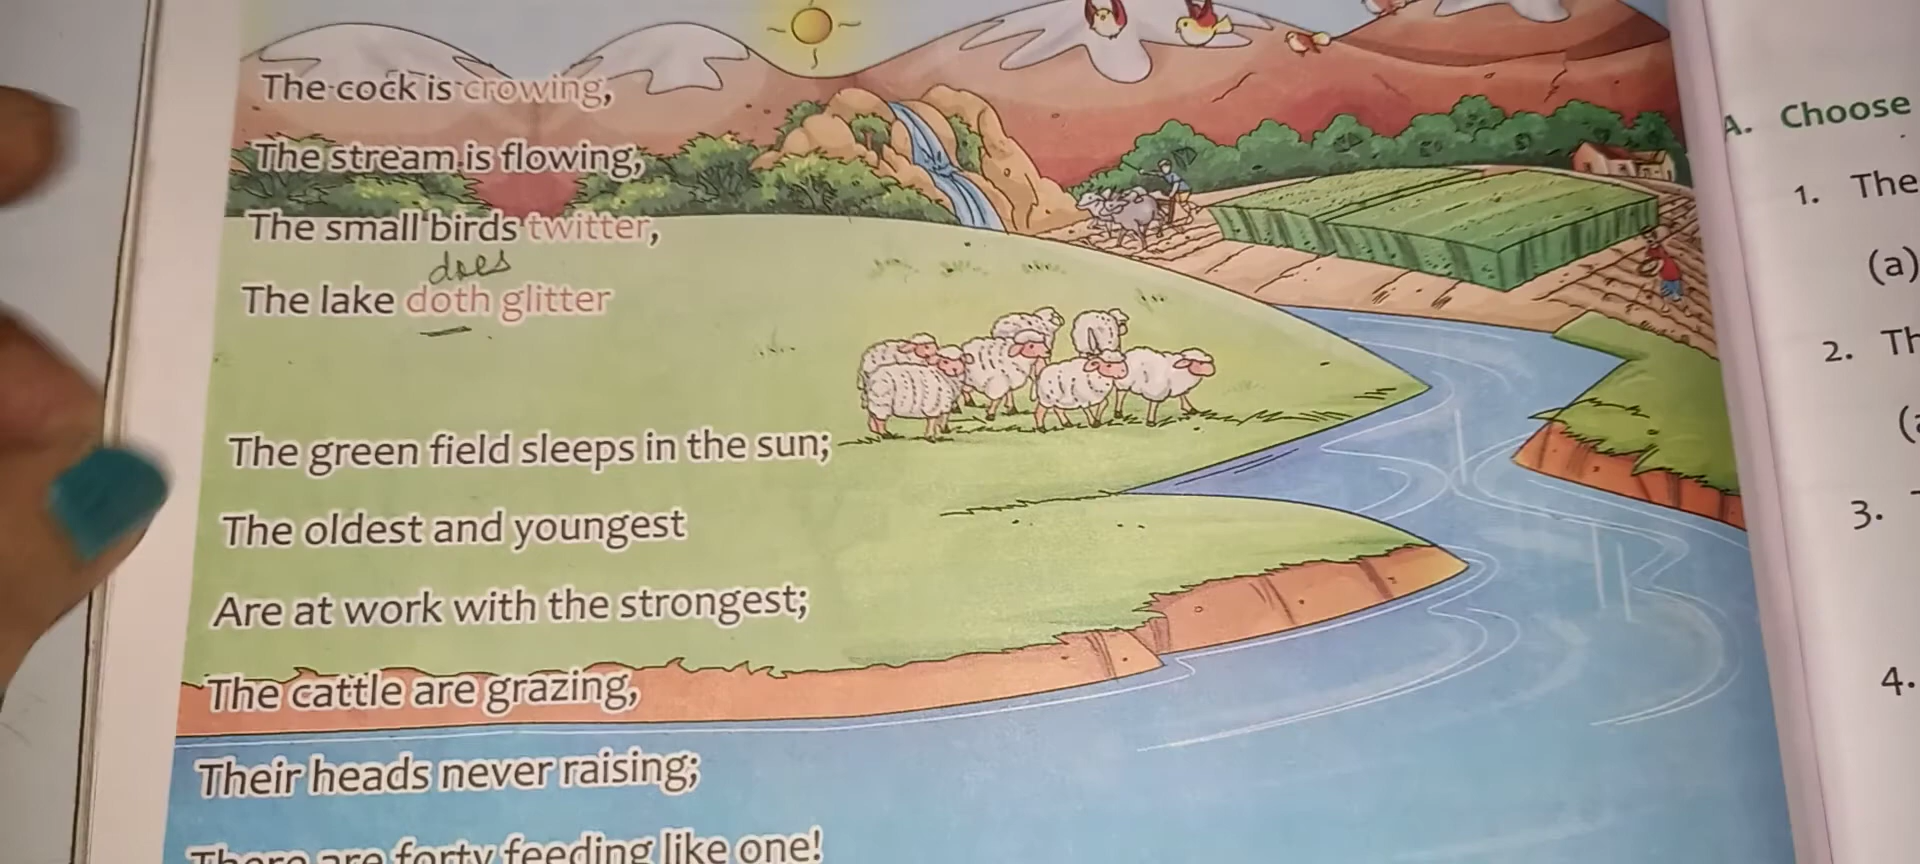 The cock is crowing,
The stream is flowing,
The small birds twitter,
does
The lake doth glitter
The green field sleeps in the sun;
The oldest and youngest
Are at work with the strongest;
The cattle are grazing,
Their heads never raising;
There are forty feeding like one!
A. Choose
1. The
(a)
2.
3.
4.